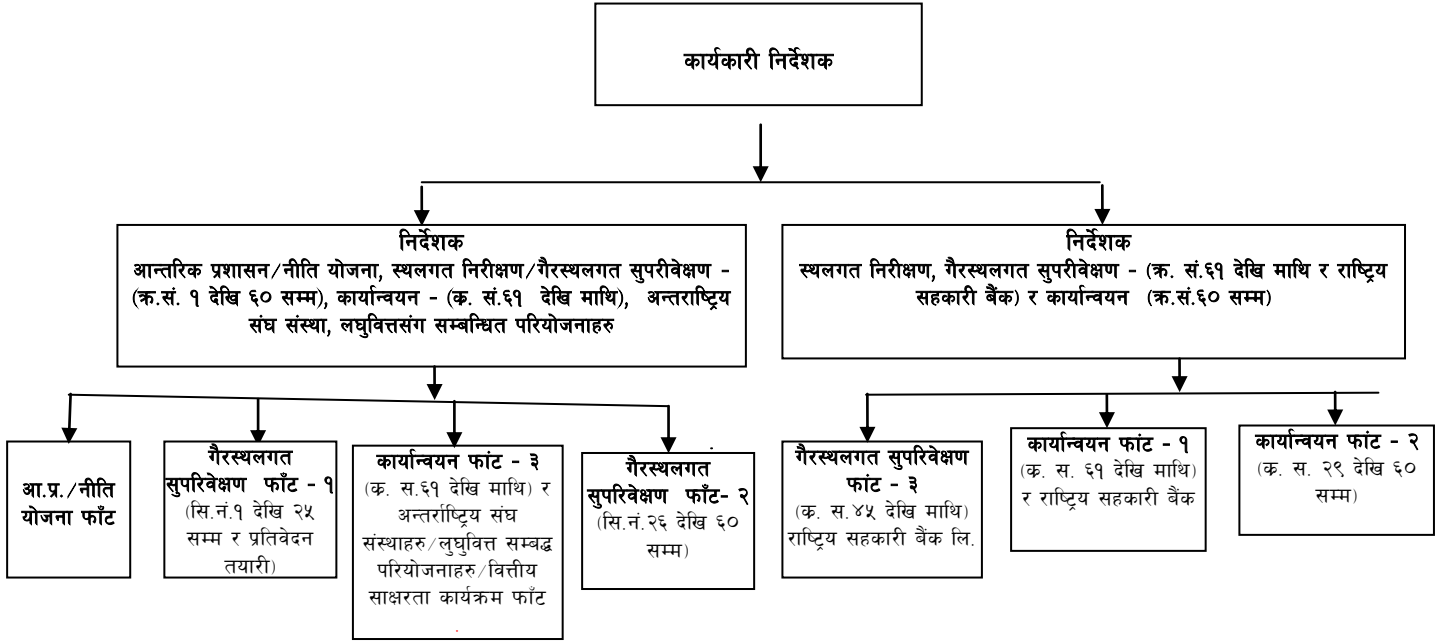 कार्यकारी निर्देशक
निर्देशक
आन्तरिक प्रशासन/नीति योजना, स्थलगत निरीक्षण/गैरस्थलगत सुपरीवेक्षण -
(क्र.सं. १ देखि ६० सम्म), कार्यान्वयन - (क. सं.६१ देखि माथि), अन्तराष्ट्रिय
संघ संस्था, लघुवित्तसंग सम्बन्धित परियोजनाहरु
निर्देशक
स्थलगत निरीक्षण, गैरस्थलगत सुपरीवेक्षण - (क्र. सं.६१ देखि माथि र राष्ट्रिय
सहकारी बैंक) र कार्यान्वयन (क्र.सं.६० सम्म)
आ.प्र./नीति
योजना फाँट
गैरस्थलगत
सुपरिवेक्षण फाँट - १
(सि.नं.१ देखि २५
सम्म र प्रतिवेदन
तयारी)
कार्यान्वयन फांट - ३
(क. स.६१ देखि माथि) र
अन्तर्राष्ट्रिय संघ
संस्थाहरु/लुघुवित्त सम्बद्ध
परियोजनाहरु/वित्तीय
साक्षरता कार्यक्रम फाँट
गैरस्थलगत
सुपरिवेक्षण फाँट- २
(सि.नं.२६ देखि ६०
सम्म)
गैरस्थलगत सुपरिवेक्षण
फांट - ३
(क. स.४५ देखि माथि)
राष्ट्रिय सहकारी बैंक लि.
कार्यान्वयन फांट - १
(क. स. ६१ देखि माथि)
र राष्ट्रिय सहकारी बैंक
कार्यान्वयन फांट - २
(क. स. २९ देखि ६०
सम्म)